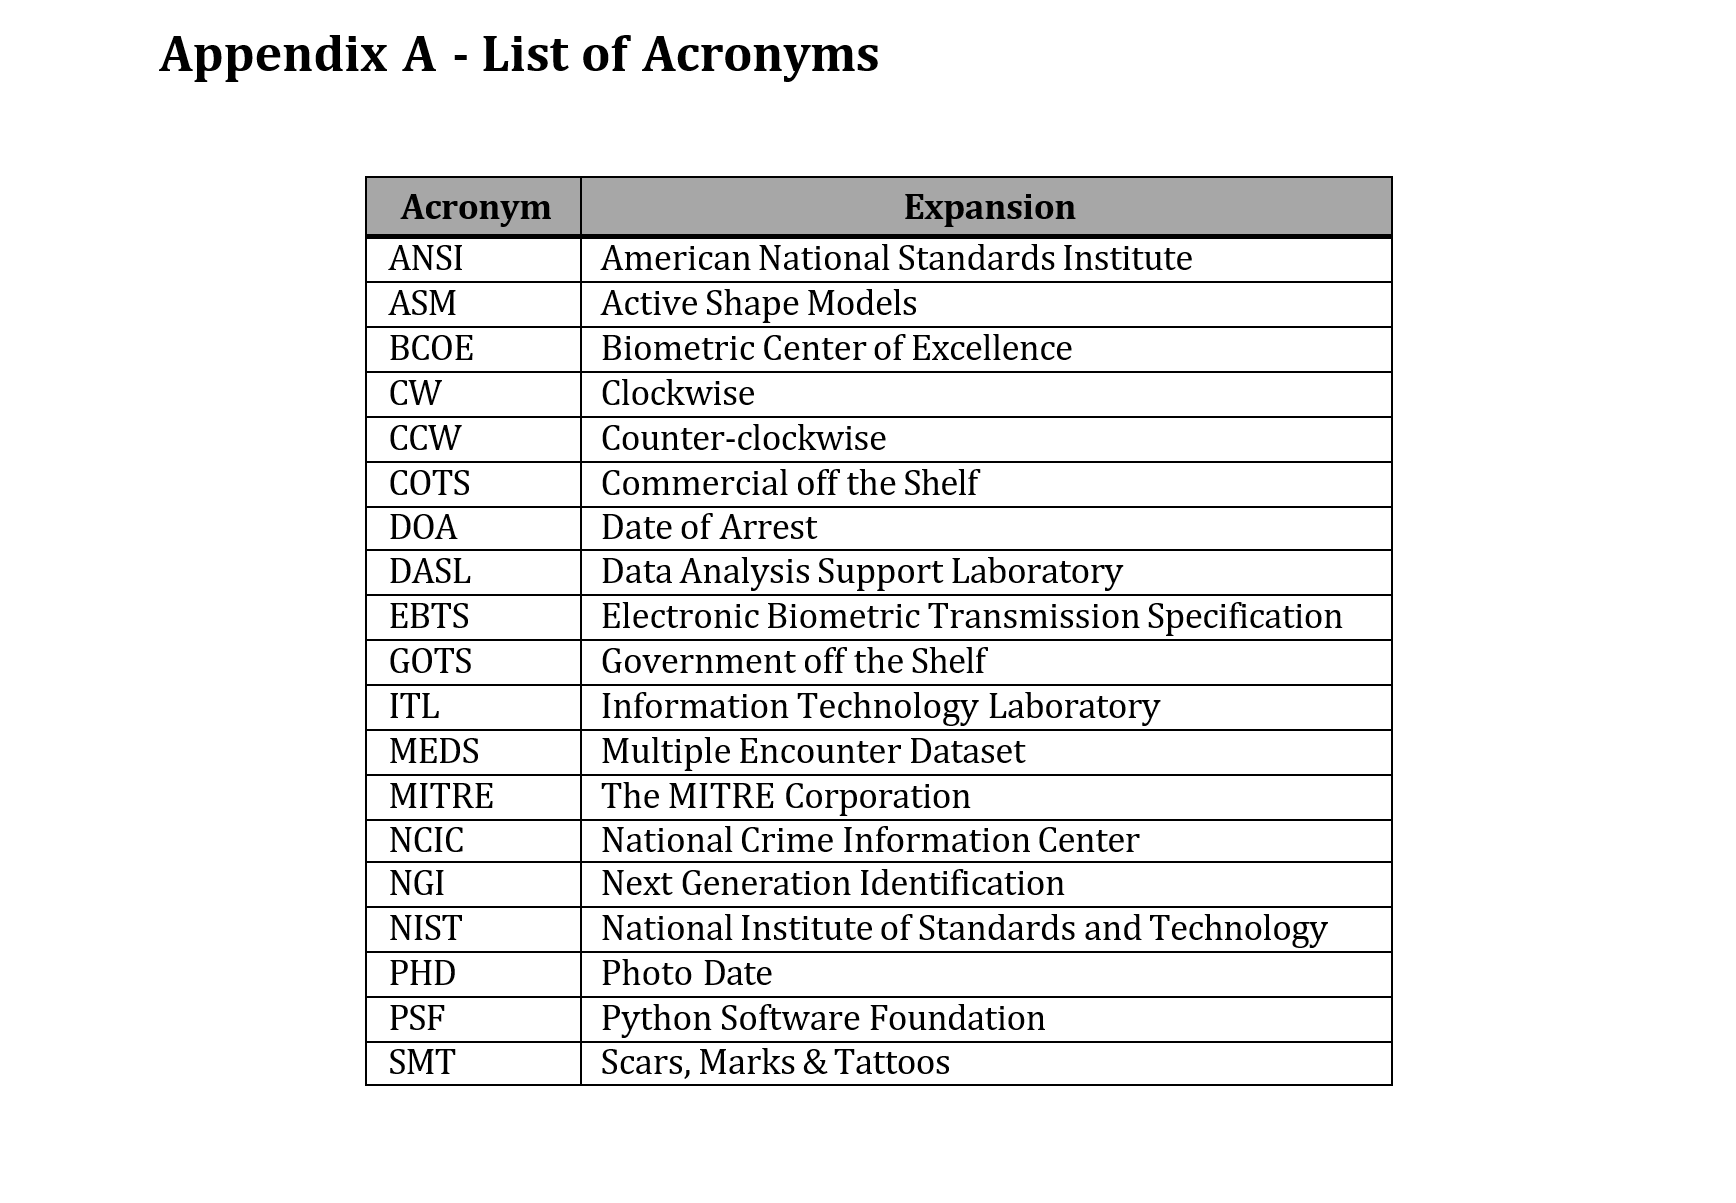 Appendix A - List of Acronyms
Acronym Expansion
ANSI American National Standards Institute
ASM Active Shape Models
BCOE Biometric Center of Excellence
CW Clockwise
CCW Counter-clockwise
COTS Commercial off the Shelf
DOA Date of Arrest
DASL Data Analysis Support Laboratory
EBTS Electronic Biometric Transmission Specification
GOTS Government off the Shelf
ITL Information Technology Laboratory
MEDS Multiple Encounter Dataset
MITRE The MITRE Corporation
NCIC National Crime Information Center
NGI Next Generation Identification
NIST National Institute of Standards and Technology
PHD Photo Date
PSF Python Software Foundation
SMT Scars, Marks & Tattoos